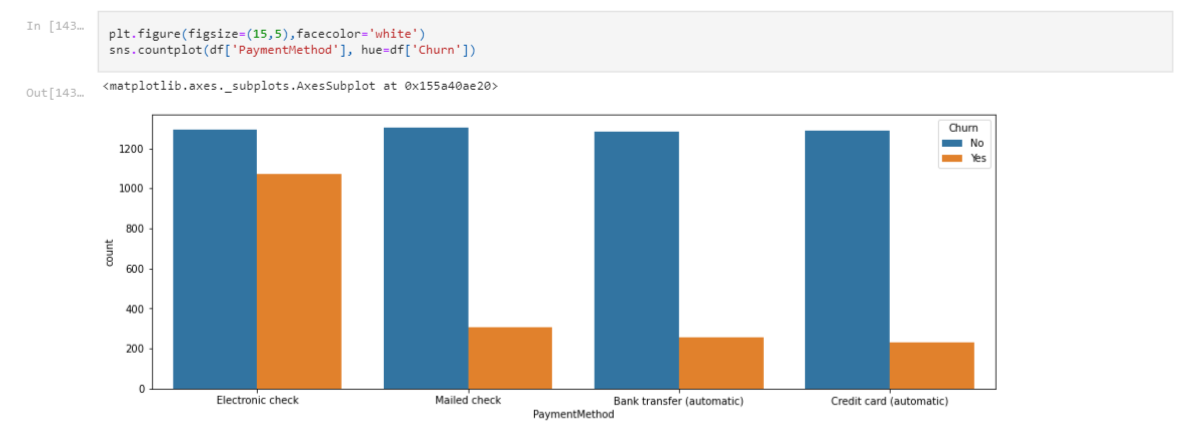 In [143…
plt.figure(figsize=(15,5),facecolor='white')
sns.countplot(df['PaymentMethod'], hue=df['Churn'])
Out[143…
<matplotlib.axes._subplots.AxesSubplot at 0x155a40ae20>
Churn
No
Yes
1200
1000
800
600
400
200
0
count
Electronic check
Mailed check
Bank transfer (automatic)
Credit card (automatic)
PaymentMethod